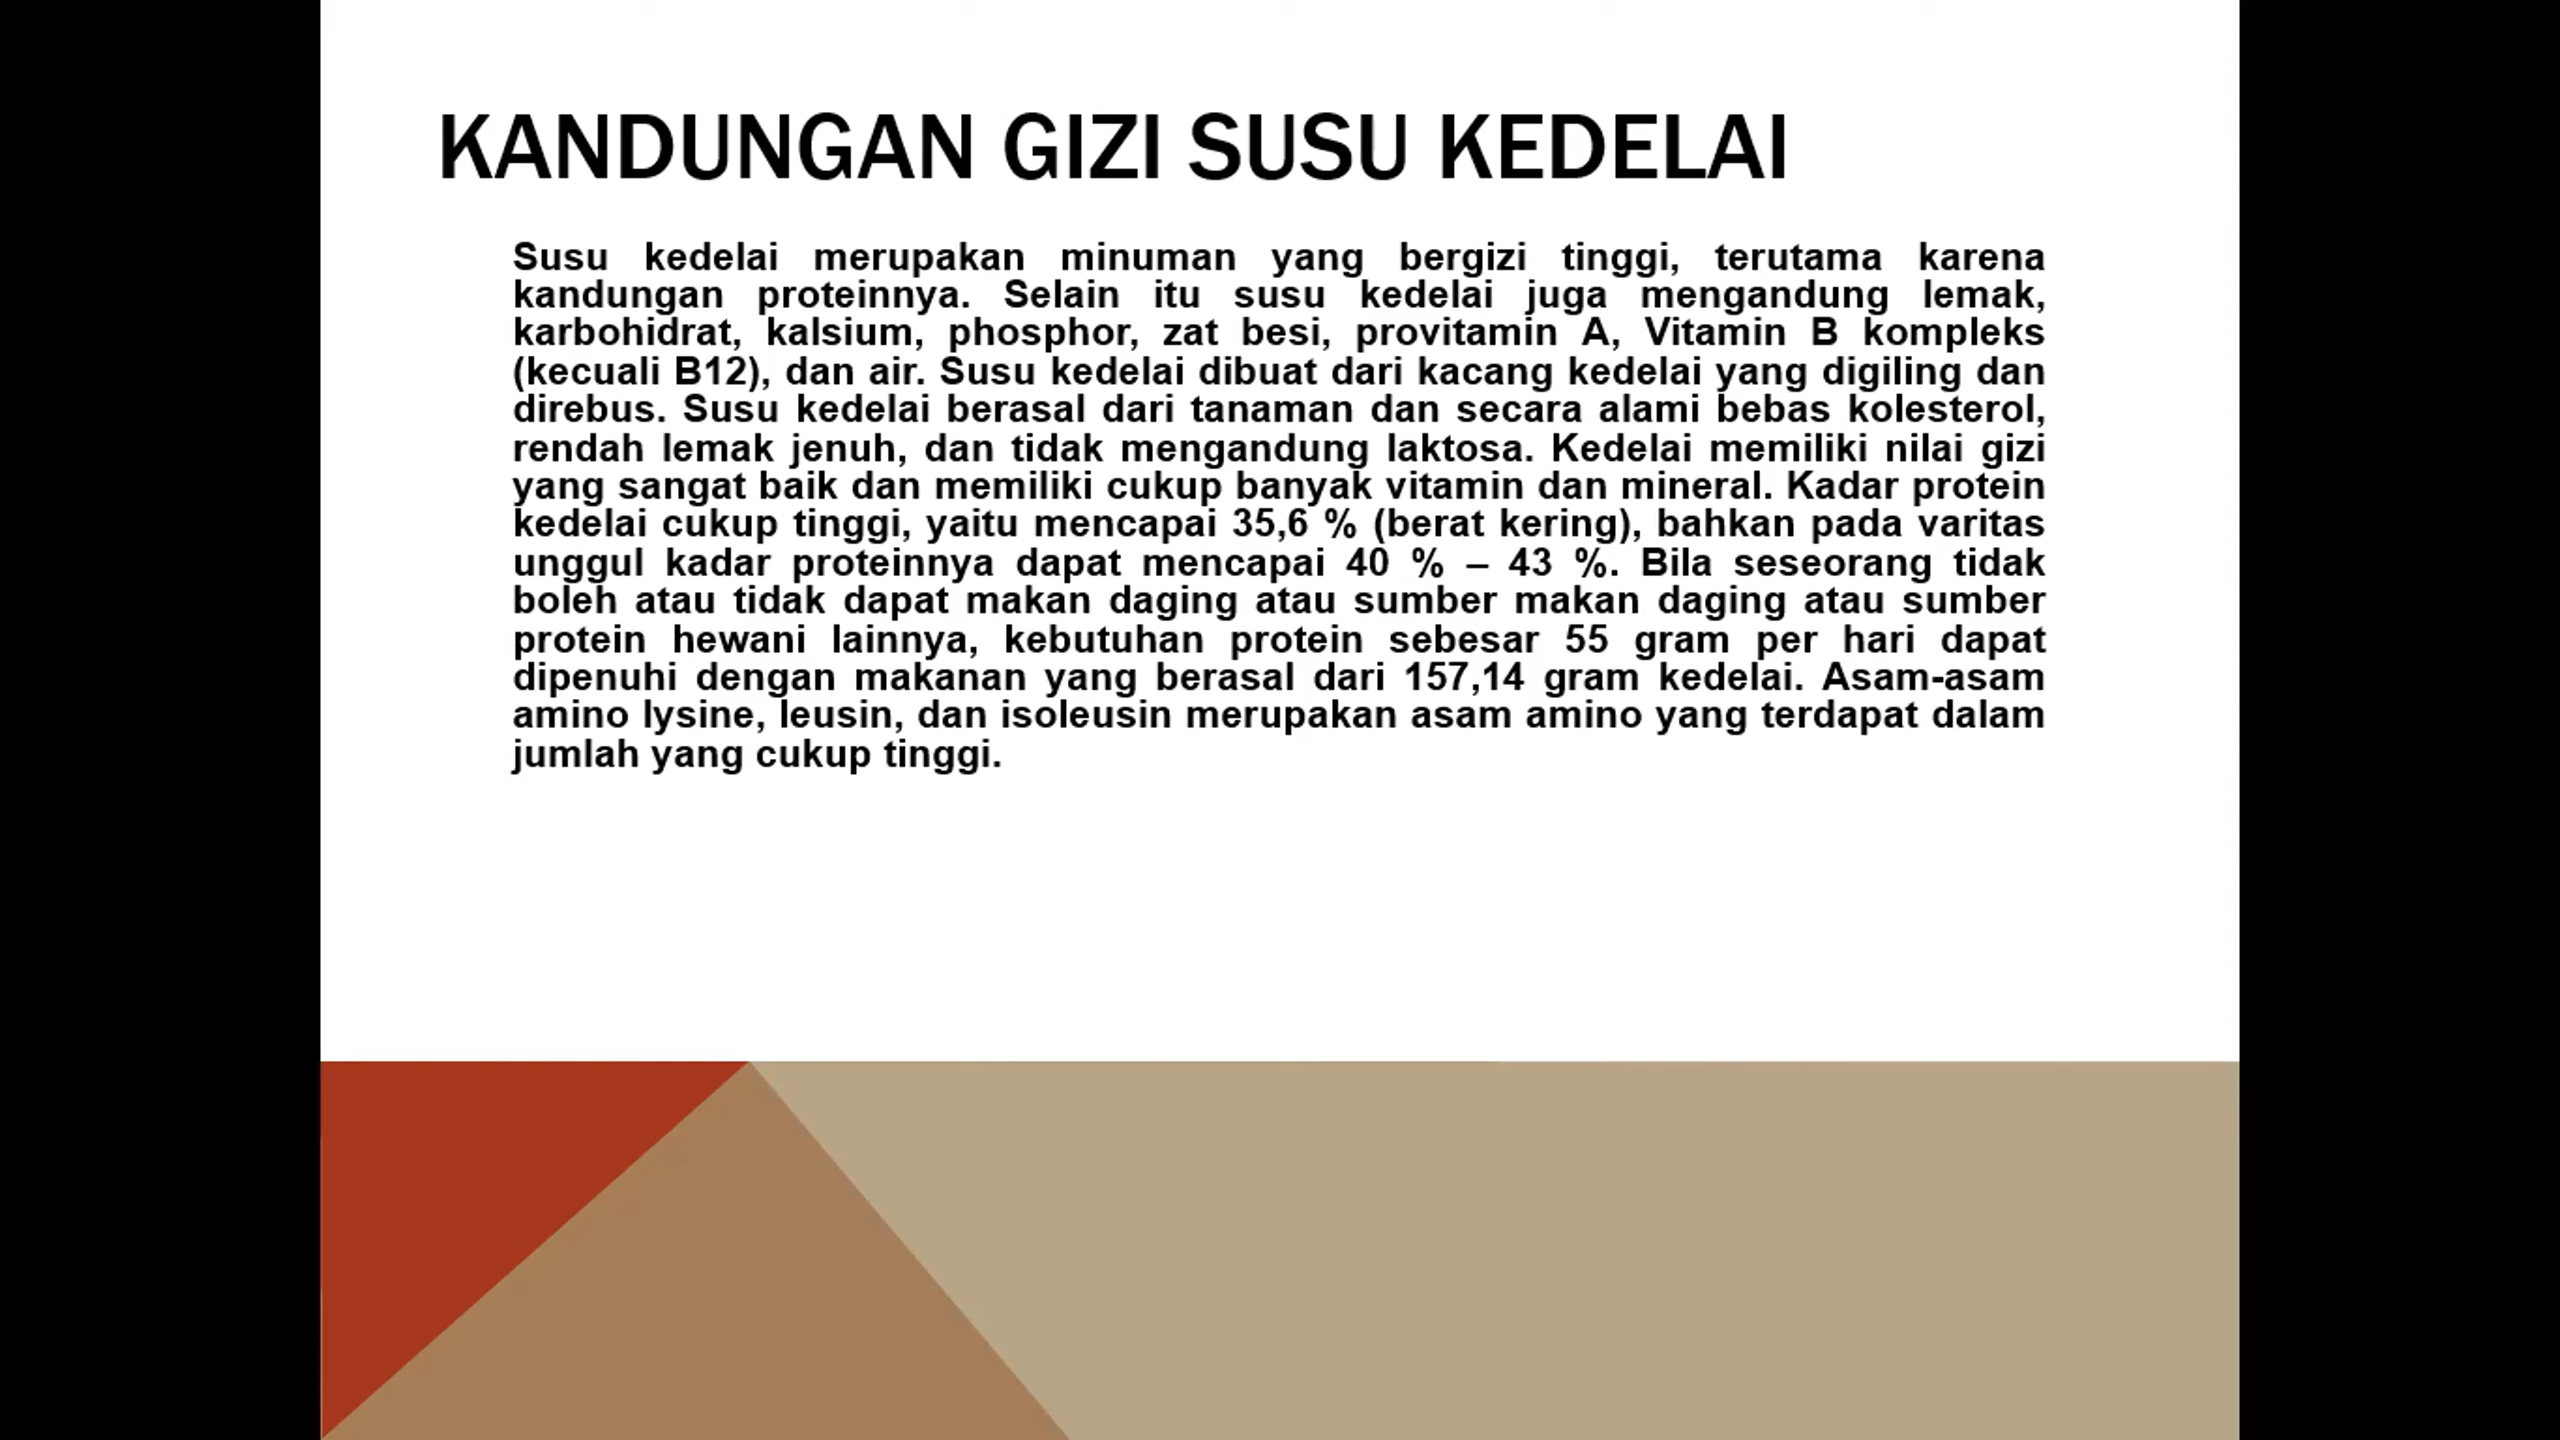 KANDUNGAN GIZI SUSU KEDELAI
Susu kedelai merupakan minuman yang bergizi tinggi, terutama karena
kandungan proteinnya. Selain itu susu kedelai juga mengandung lemak,
karbohidrat, kalsium, phosphor, zat besi, provitamin A, Vitamin B kompleks
(kecuali B12), dan air. Susu kedelai dibuat dari kacang kedelai yang digiling dan
direbus. Susu kedelai berasal dari tanaman dan secara alami bebas kolesterol,
rendah lemak jenuh, dan tidak mengandung laktosa. Kedelai memiliki nilai gizi
yang sangat baik dan memiliki cukup banyak vitamin dan mineral. Kadar protein
kedelai cukup tinggi, yaitu mencapai 35,6 % (berat kering), bahkan pada varitas
unggul kadar proteinnya dapat mencapai 40 % – 43 %. Bila seseorang tidak
boleh atau tidak dapat makan daging atau sumber makan daging atau sumber
protein hewani lainnya, kebutuhan protein sebesar 55 gram per hari dapat
dipenuhi dengan makanan yang berasal dari 157,14 gram kedelai. Asam-asam
amino lysine, leusin, dan isoleusin merupakan asam amino yang terdapat dalam
jumlah yang cukup tinggi.